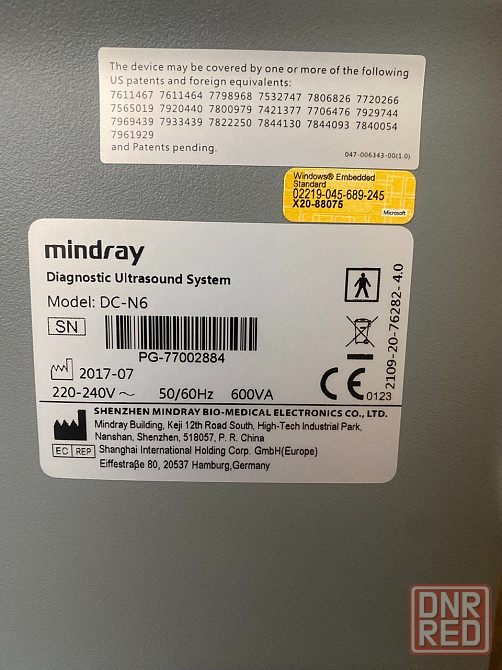 The device may be covered by one or more of the following
US patents and foreign equivalents:
7611467 7611464 7798968 7532747 7806826 7720266
7565019 7920440 7800979 7421377 7706476 7929744
7969439 7933439 7822250 7844130 7844093 7840054
7961929
and Patents pending.
047-006343-00(1.0)
Windows® Embedded
Standard
02219-045-689-245
X20-88075
Microsoft
mindray
Diagnostic Ultrasound System
Model: DC-N6
SN
PG-77002884
2017-07
220-240V~ 50/60Hz 600VA
CE 0123
2109-20-76282- 4.0
SHENZHEN MINDRAY BIO-MEDICAL ELECTRONICS CO., LTD.
Mindray Building, Keji 12th Road South, High-Tech Industrial Park,
Nanshan, Shenzhen, 518057, P. R. China
EC REP Shanghai International Holding Corp. GmbH(Europe)
Eiffestraße 80, 20537 Hamburg,Germany
DNR
RED